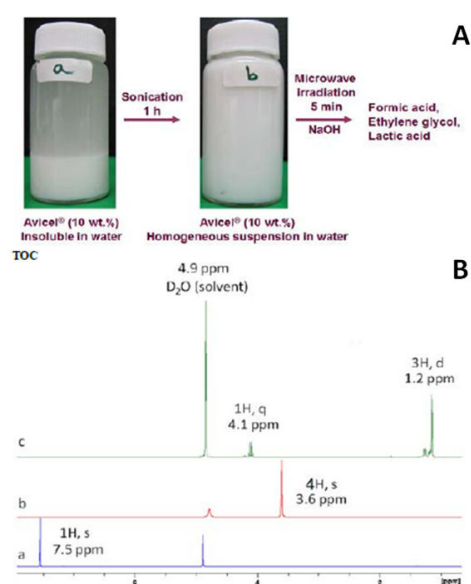 A
a
b
Sonication
1 h
Microwave
irradiation
5 min
NaOH
Formic acid,
Ethylene glycol,
Lactic acid
Avicel® (10 wt.%)
Insoluble in water
Avicel® (10 wt.%)
Homogeneous suspension in water
TOC
B
4.9 ppm
D₂O (solvent)
3H, d
1.2 ppm
1H, q
4.1 ppm
c
4H, s
3.6 ppm
b
1H, s
7.5 ppm
a